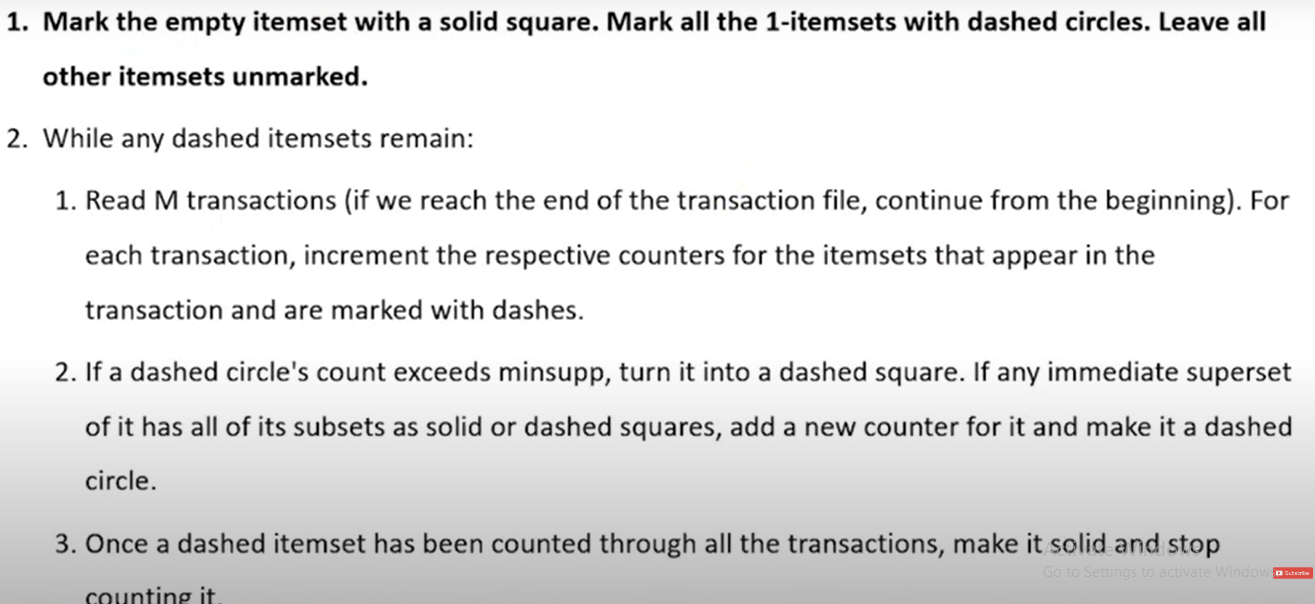 1. Mark the empty itemset with a solid square. Mark all the 1-itemsets with dashed circles. Leave all
other itemsets unmarked.
2. While any dashed itemsets remain:
1. Read M transactions (if we reach the end of the transaction file, continue from the beginning). For
each transaction, increment the respective counters for the itemsets that appear in the
transaction and are marked with dashes.
2. If a dashed circle's count exceeds minsupp, turn it into a dashed square. If any immediate superset
of it has all of its subsets as solid or dashed squares, add a new counter for it and make it a dashed
circle.
3. Once a dashed itemset has been counted through all the transactions, make it solid and stop
counting it.
Activate Windows
Go to Settings to activate Windows
Subscribe